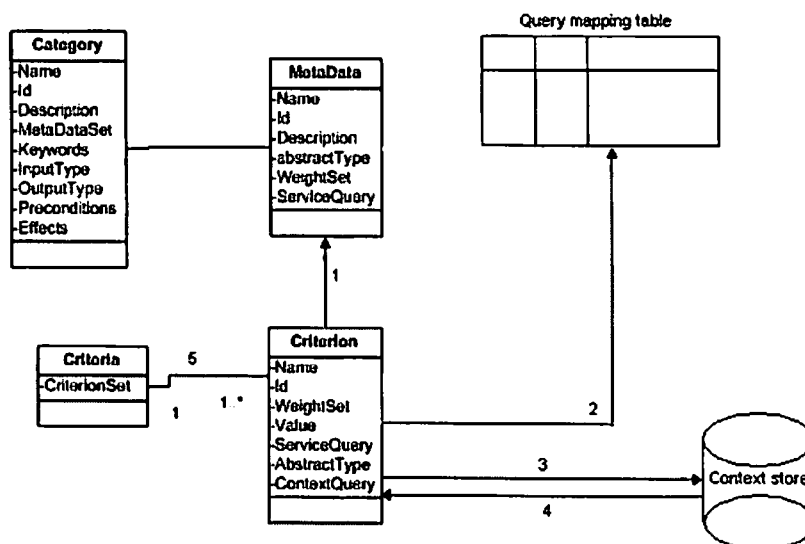 Query mapping table
Category
-Name
-Id
-Description
-MetaDataSet
-Keywords
-InputType
-OutputType
-Preconditions
-Effects
MetaData
-Name
-Id
-Description
-abstractType
-WeightSet
-ServiceQuery
1
Criteria
-CriterionSet
5
1
1..*
Criterion
-Name
-Id
-WeightSet
-Value
-ServiceQuery
-AbstractType
-ContextQuery
2
3
4
Context store